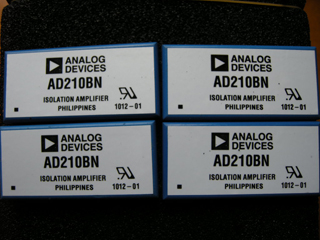 ANALOG
DEVICES
AD210BN
ISOLATION AMPLIFIER
PHILIPPINES 1012-01
ANALOG
DEVICES
AD210BN
ISOLATION AMPLIFIER
PHILIPPINES 1012-01
ANALOG
DEVICES
AD210BN
ISOLATION AMPLIFIER
PHILIPPINES 1012-01
ANALOG
DEVICES
AD210BN
ISOLATION AMPLIFIER
PHILIPPINES 1012-01